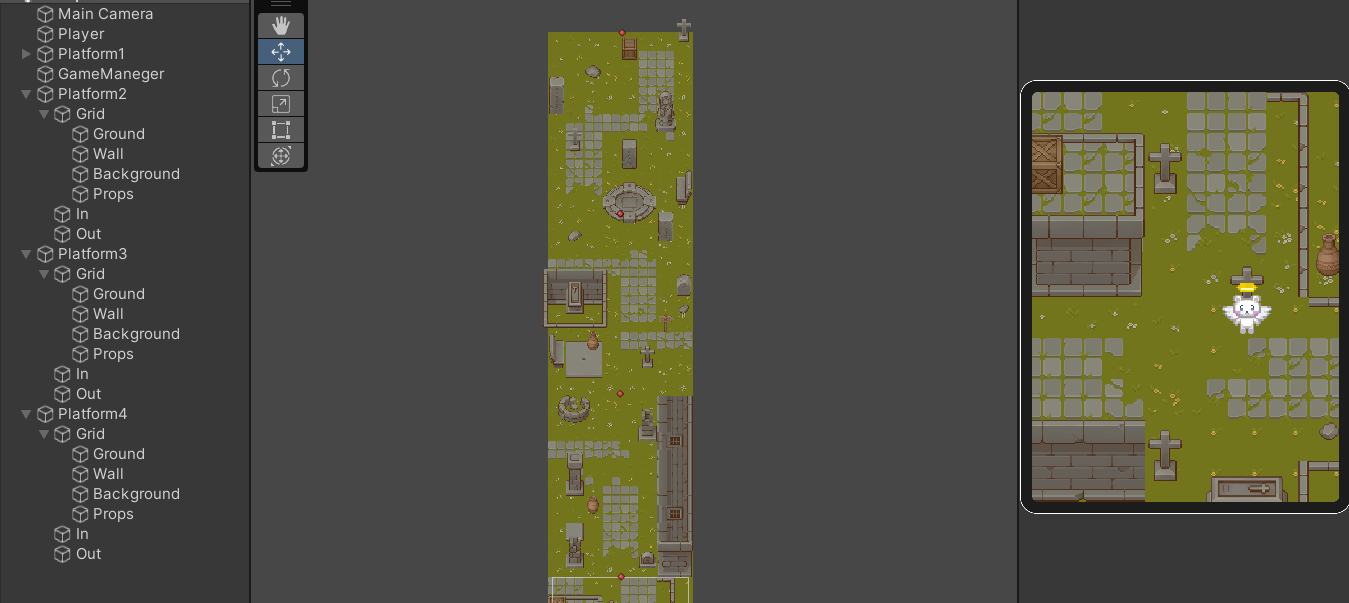 Main Camera
Player
Platform1
GameManeger
Platform2
Grid
Ground
Wall
Background
Props
In
Out
Platform3
Grid
Ground
Wall
Background
Props
In
Out
Platform4
Grid
Ground
Wall
Background
Props
In
Out